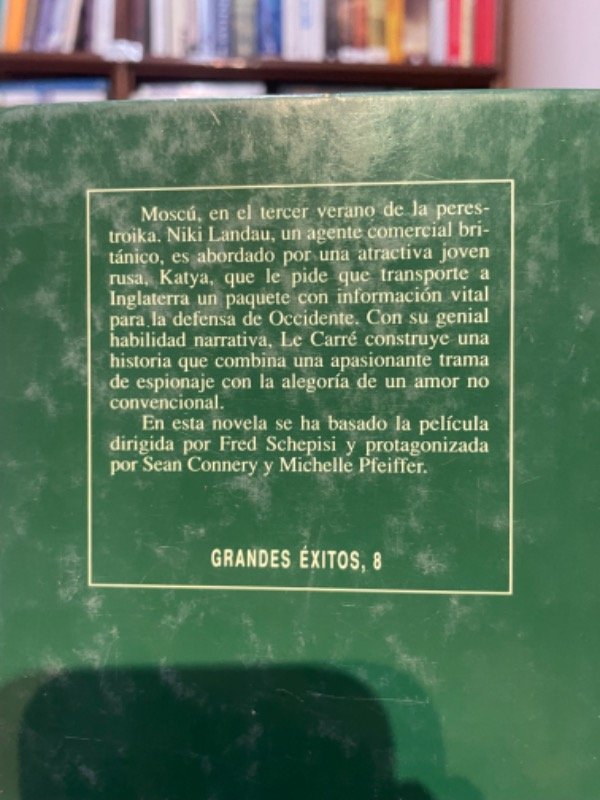 Moscú, en el tercer verano de la peres-
troika. Niki Landau, un agente comercial bri-
tánico, es abordado por una atractiva joven
rusa, Katya, que le pide que transporte a
Inglaterra un paquete con información vital
para la defensa de Occidente. Con su genial
habilidad narrativa, Le Carré construye una
historia que combina una apasionante trama
de espionaje con la alegoría de un amor no
convencional.
En esta novela se ha basado la película
dirigida por Fred Schepisi y protagonizada
por Sean Connery y Michelle Pfeiffer.
GRANDES ÉXITOS, 8